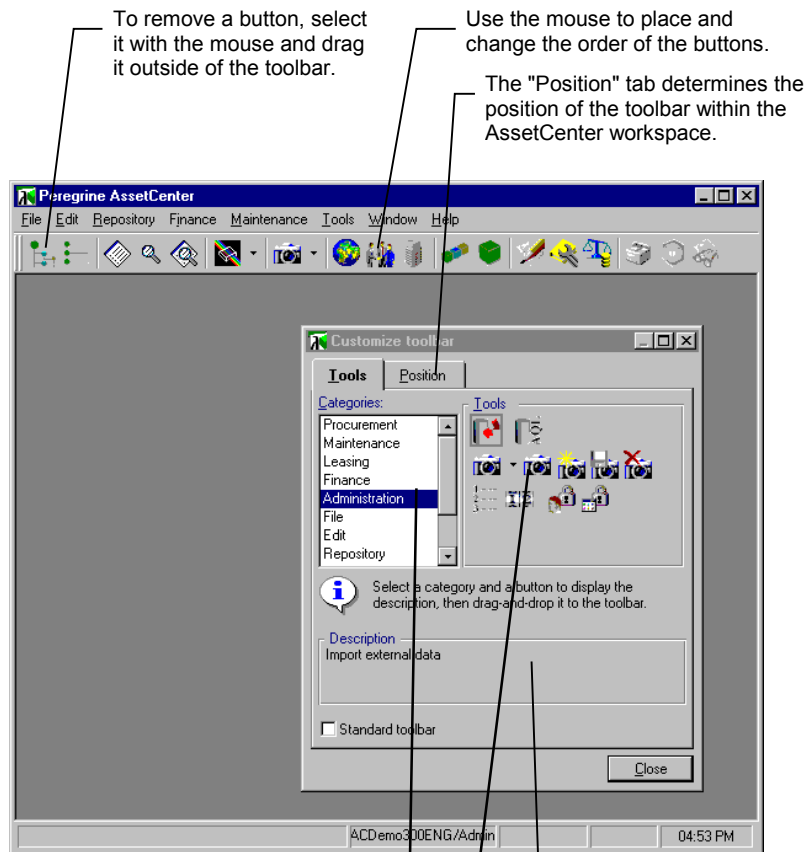 To remove a button, select
it with the mouse and drag
it outside of the toolbar.
Use the mouse to place and
change the order of the buttons.
The "Position" tab determines the
position of the toolbar within the
AssetCenter workspace.
Peregrine AssetCenter
File Edit Repository Finance Maintenance Tools Window Help
Customize toolbar
Tools Position
Categories:
Procurement
Maintenance
Leasing
Finance
Administration
File
Edit
Repository
Tools
AQL
1
2
3
Select a category and a button to display the
description, then drag-and-drop it to the toolbar.
Description
Import external data
Standard toolbar
Close
ACDemo300ENG/Admin
04:53 PM